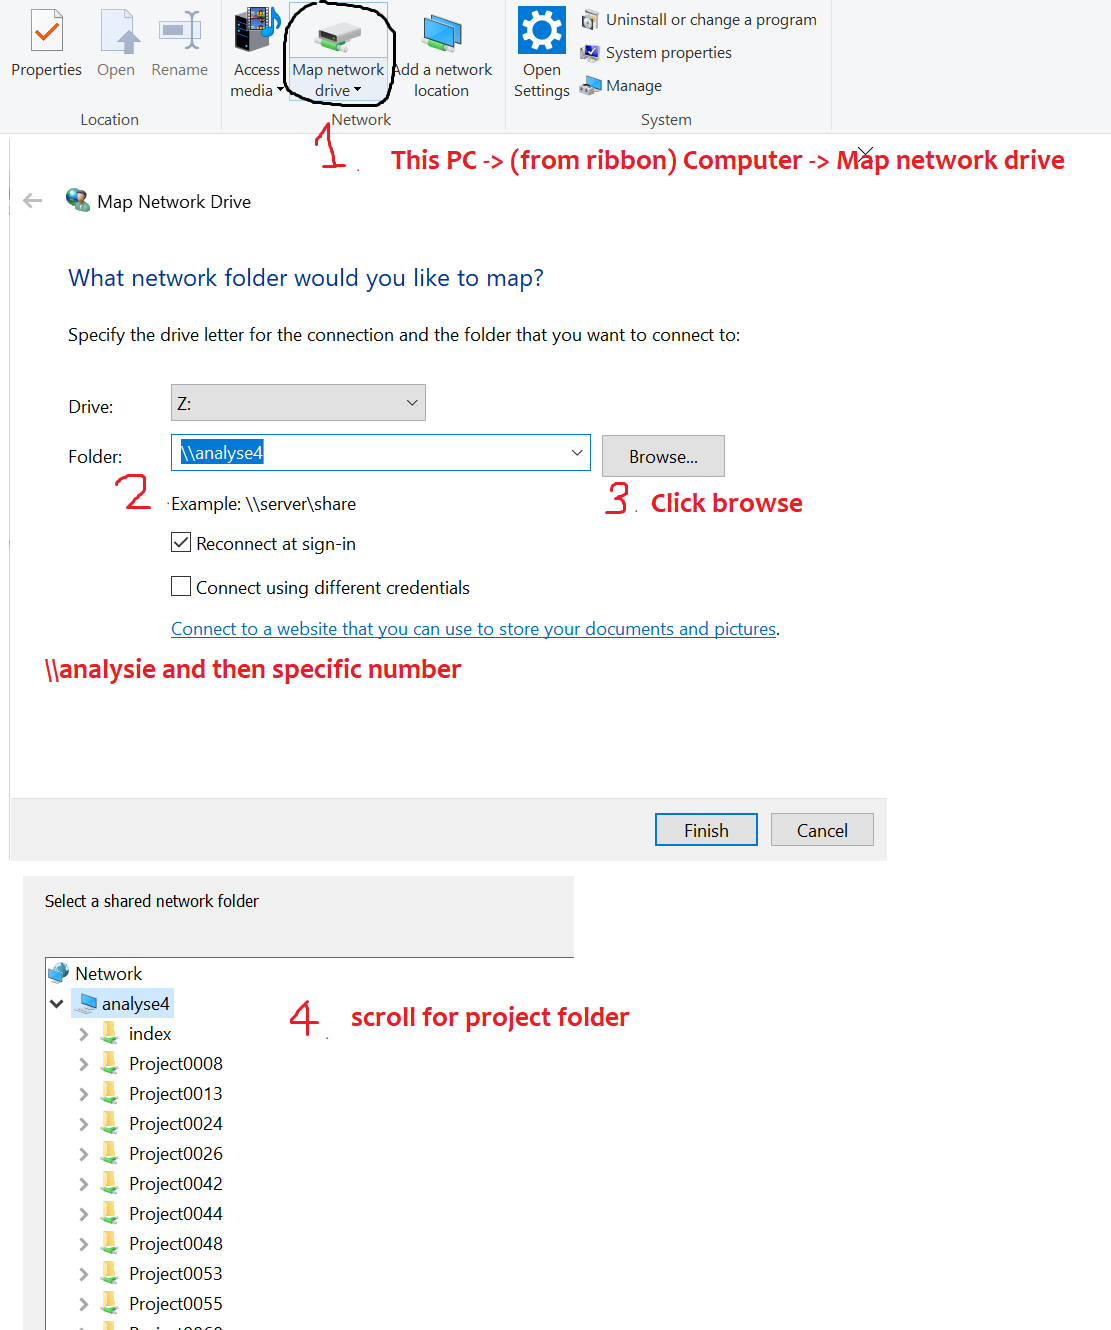 Properties Open Rename Access media Map network drive Add a network location Open Settings
Uninstall or change a program
System properties
Manage
Location Network System
1. This PC -> (from ribbon) Computer -> Map network drive
Map Network Drive
What network folder would you like to map?
Specify the drive letter for the connection and the folder that you want to connect to:
Drive: Z:
Folder: \\analyse4 Browse...
2 Example: \\server\share
3. Click browse
Reconnect at sign-in
Connect using different credentials
Connect to a website that you can use to store your documents and pictures.
\\analysie and then specific number
Finish Cancel
Select a shared network folder
Network
analyse4
4. scroll for project folder
index
Project0008
Project0013
Project0024
Project0026
Project0042
Project0044
Project0048
Project0053
Project0055